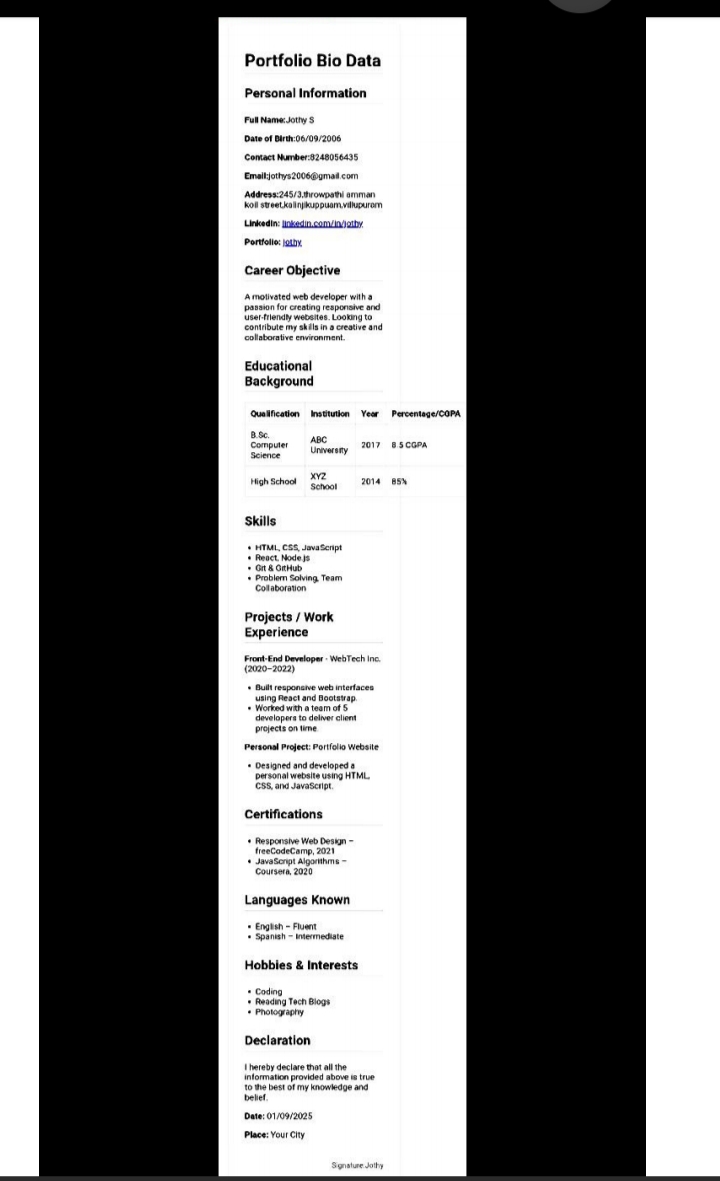 Portfolio Bio Data
Personal Information
Full Name:Jothy S
Date of Birth:06/09/2006
Contact Number:8248056435
Email:jothys2006@gmail.com
Address:245/3,throwpathi amman
koil street,kalinjikuppuam,villupurom
LinkedIn: linkedin.com/in/jothy
Portfolio: jothy
Career Objective
A motivated web developer with a
passion for creating responsive and
user-friendly websites. Looking to
contribute my skills in a creative and
collaborative environment.
Educational
Background
Qualification Institution Year Percentage/CGPA
B.Sc.
Computer
Science
ABC
University
2017 8.5 CGPA
High School
XYZ
School
2014 85%
Skills
• HTML, CSS, JavaScript
• React, Node.js
• Git & GitHub
• Problem Solving, Team
Collaboration
Projects / Work
Experience
Front-End Developer - WebTech Inc.
(2020–2022)
• Built responsive web interfaces
using React and Bootstrap.
• Worked with a team of 5
developers to deliver client
projects on time.
Personal Project: Portfolio Website
• Designed and developed a
personal website using HTML,
CSS, and JavaScript.
Certifications
• Responsive Web Design –
freeCodeCamp, 2021
• JavaScript Algorithms –
Coursera, 2020
Languages Known
• English – Fluent
• Spanish – Intermediate
Hobbies & Interests
• Coding
• Reading Tech Blogs
• Photography
Declaration
I hereby declare that all the
information provided above is true
to the best of my knowledge and
belief.
Date: 01/09/2025
Place: Your City
Signature:Jothy